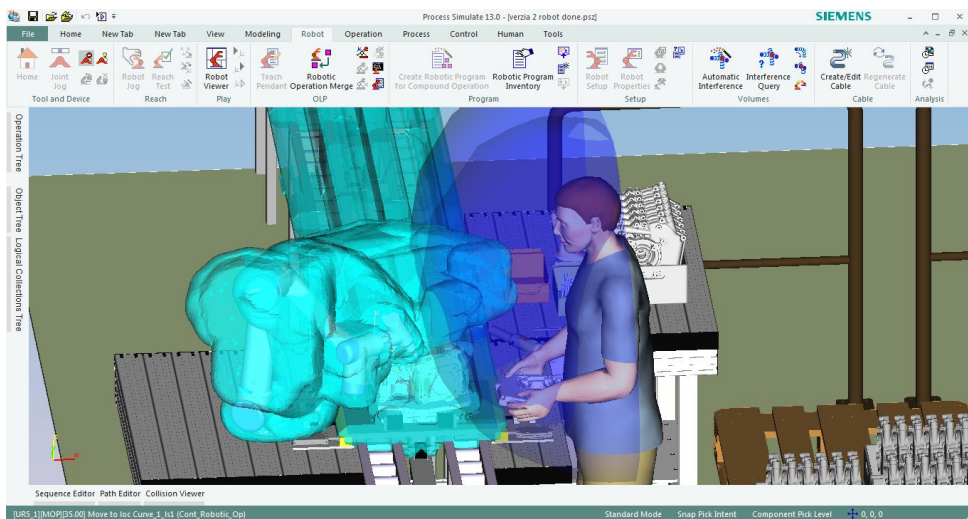 Process Simulate 13.0 - [verzia 2 robot done.psz]
SIEMENS
File Home New Tab New Tab View Modeling Robot Operation Process Control Human Tools
Home
Joint Jog
Robot Jog
Reach Test
Robot Viewer
Teach Pendant
Robotic Operation Merge
Create Robotic Program for Compound Operation
Robotic Program Inventory
Robot Setup
Robot Properties
Automatic Interference
Interference Query
Create/Edit Cable
Regenerate Cable
Tool and Device Reach Play OLP Program Setup Volumes Cable Analysis
Operation Tree
Object Tree
Logical Collections Tree
Sequence Editor Path Editor Collision Viewer
[UR5_1][MOP][35.00] Move to loc Curve_1_ls1 (Cont_Robotic_Op)
Standard Mode Snap Pick Intent Component Pick Level 0, 0, 0